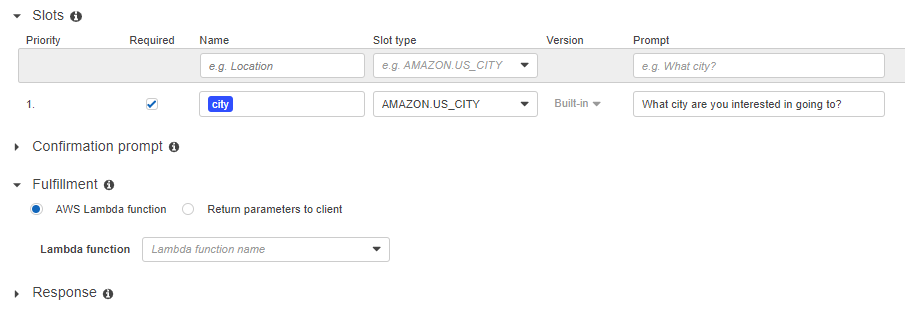 Slots
Priority Required Name Slot type Version Prompt
e.g. Location e.g. AMAZON.US_CITY e.g. What city?
1. city AMAZON.US_CITY Built-in What city are you interested in going to?
Confirmation prompt
Fulfillment
AWS Lambda function Return parameters to client
Lambda function Lambda function name
Response